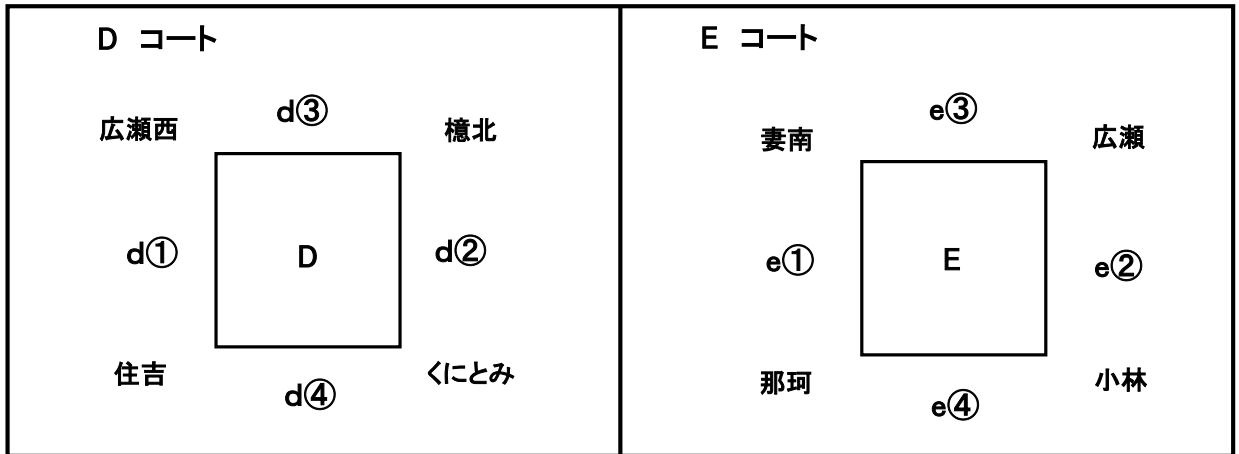 D コート
d③
広瀬西
檍北
d①
D
d②
住吉
くにとみ
d④
E コート
e③
妻南
広瀬
e①
E
e②
那珂
小林
e④